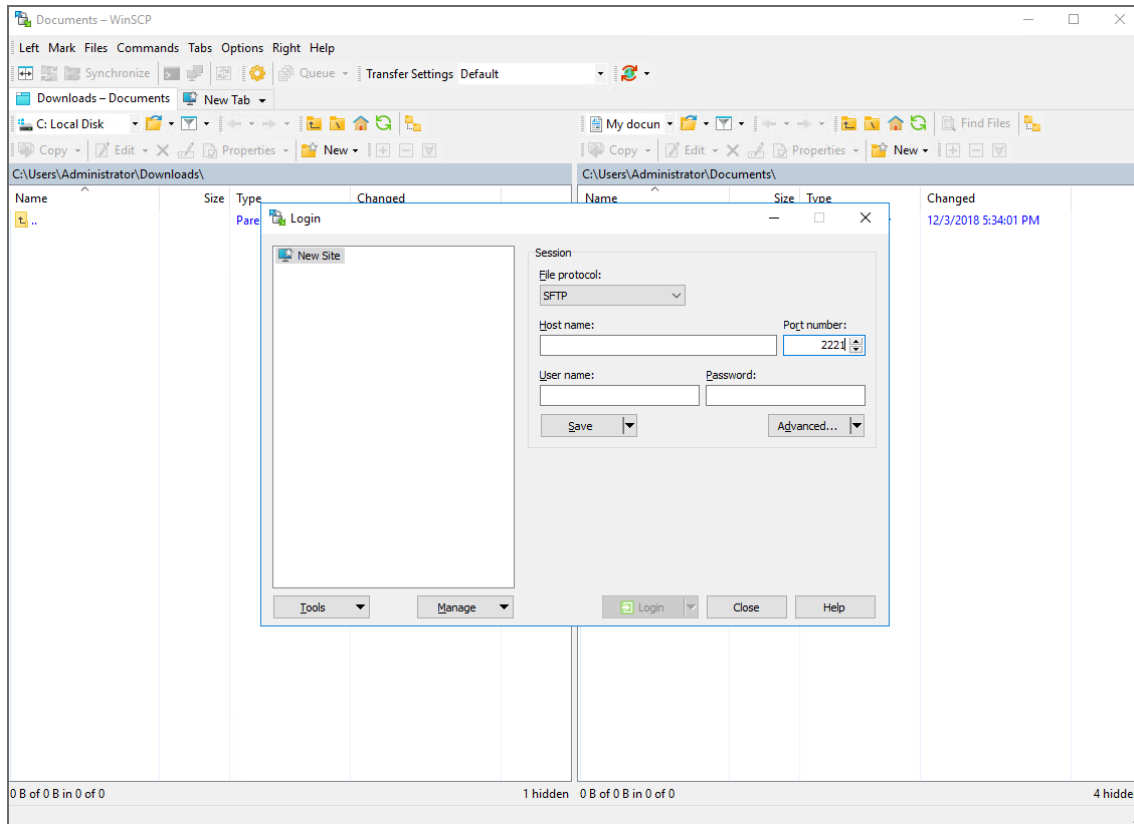 Documents – WinSCP
Left Mark Files Commands Tabs Options Right Help
Synchronize Queue Transfer Settings Default
Downloads – Documents New Tab
C: Local Disk My docun Find Files
Copy Edit Properties New Copy Edit Properties New
C:\Users\Administrator\Downloads\ C:\Users\Administrator\Documents\
Name Size Type Changed Name Size Type Changed
.. Pare 12/3/2018 5:34:01 PM
Login
New Site
Session
File protocol:
SFTP
Host name: Port number:
2221
User name: Password:
Save Advanced...
Tools Manage Login Close Help
0 B of 0 B in 0 of 0 1 hidden 0 B of 0 B in 0 of 0 4 hidde